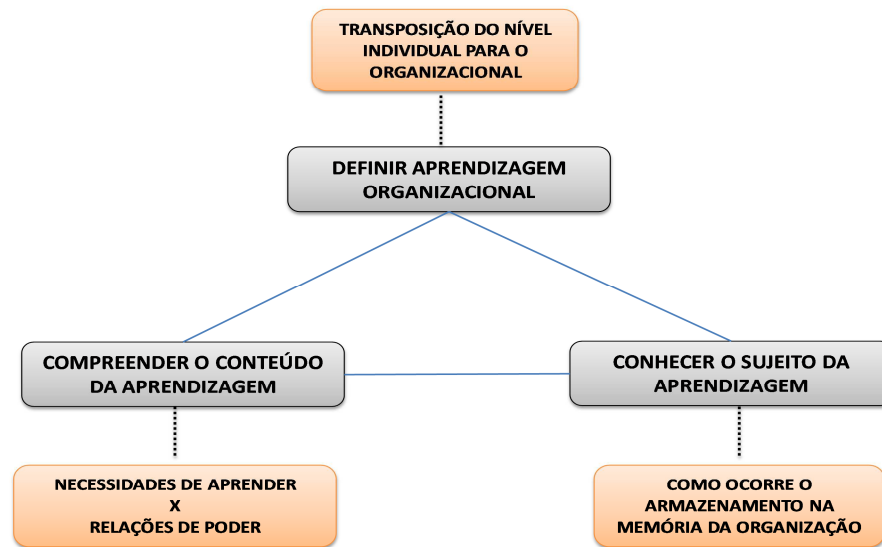 TRANSPOSIÇÃO DO NÍVEL
INDIVIDUAL PARA O
ORGANIZACIONAL
DEFINIR APRENDIZAGEM
ORGANIZACIONAL
COMPREENDER O CONTEÚDO
DA APRENDIZAGEM
CONHECER O SUJEITO DA
APRENDIZAGEM
NECESSIDADES DE APRENDER
X
RELAÇÕES DE PODER
COMO OCORRE O
ARMAZENAMENTO NA
MEMÓRIA DA ORGANIZAÇÃO